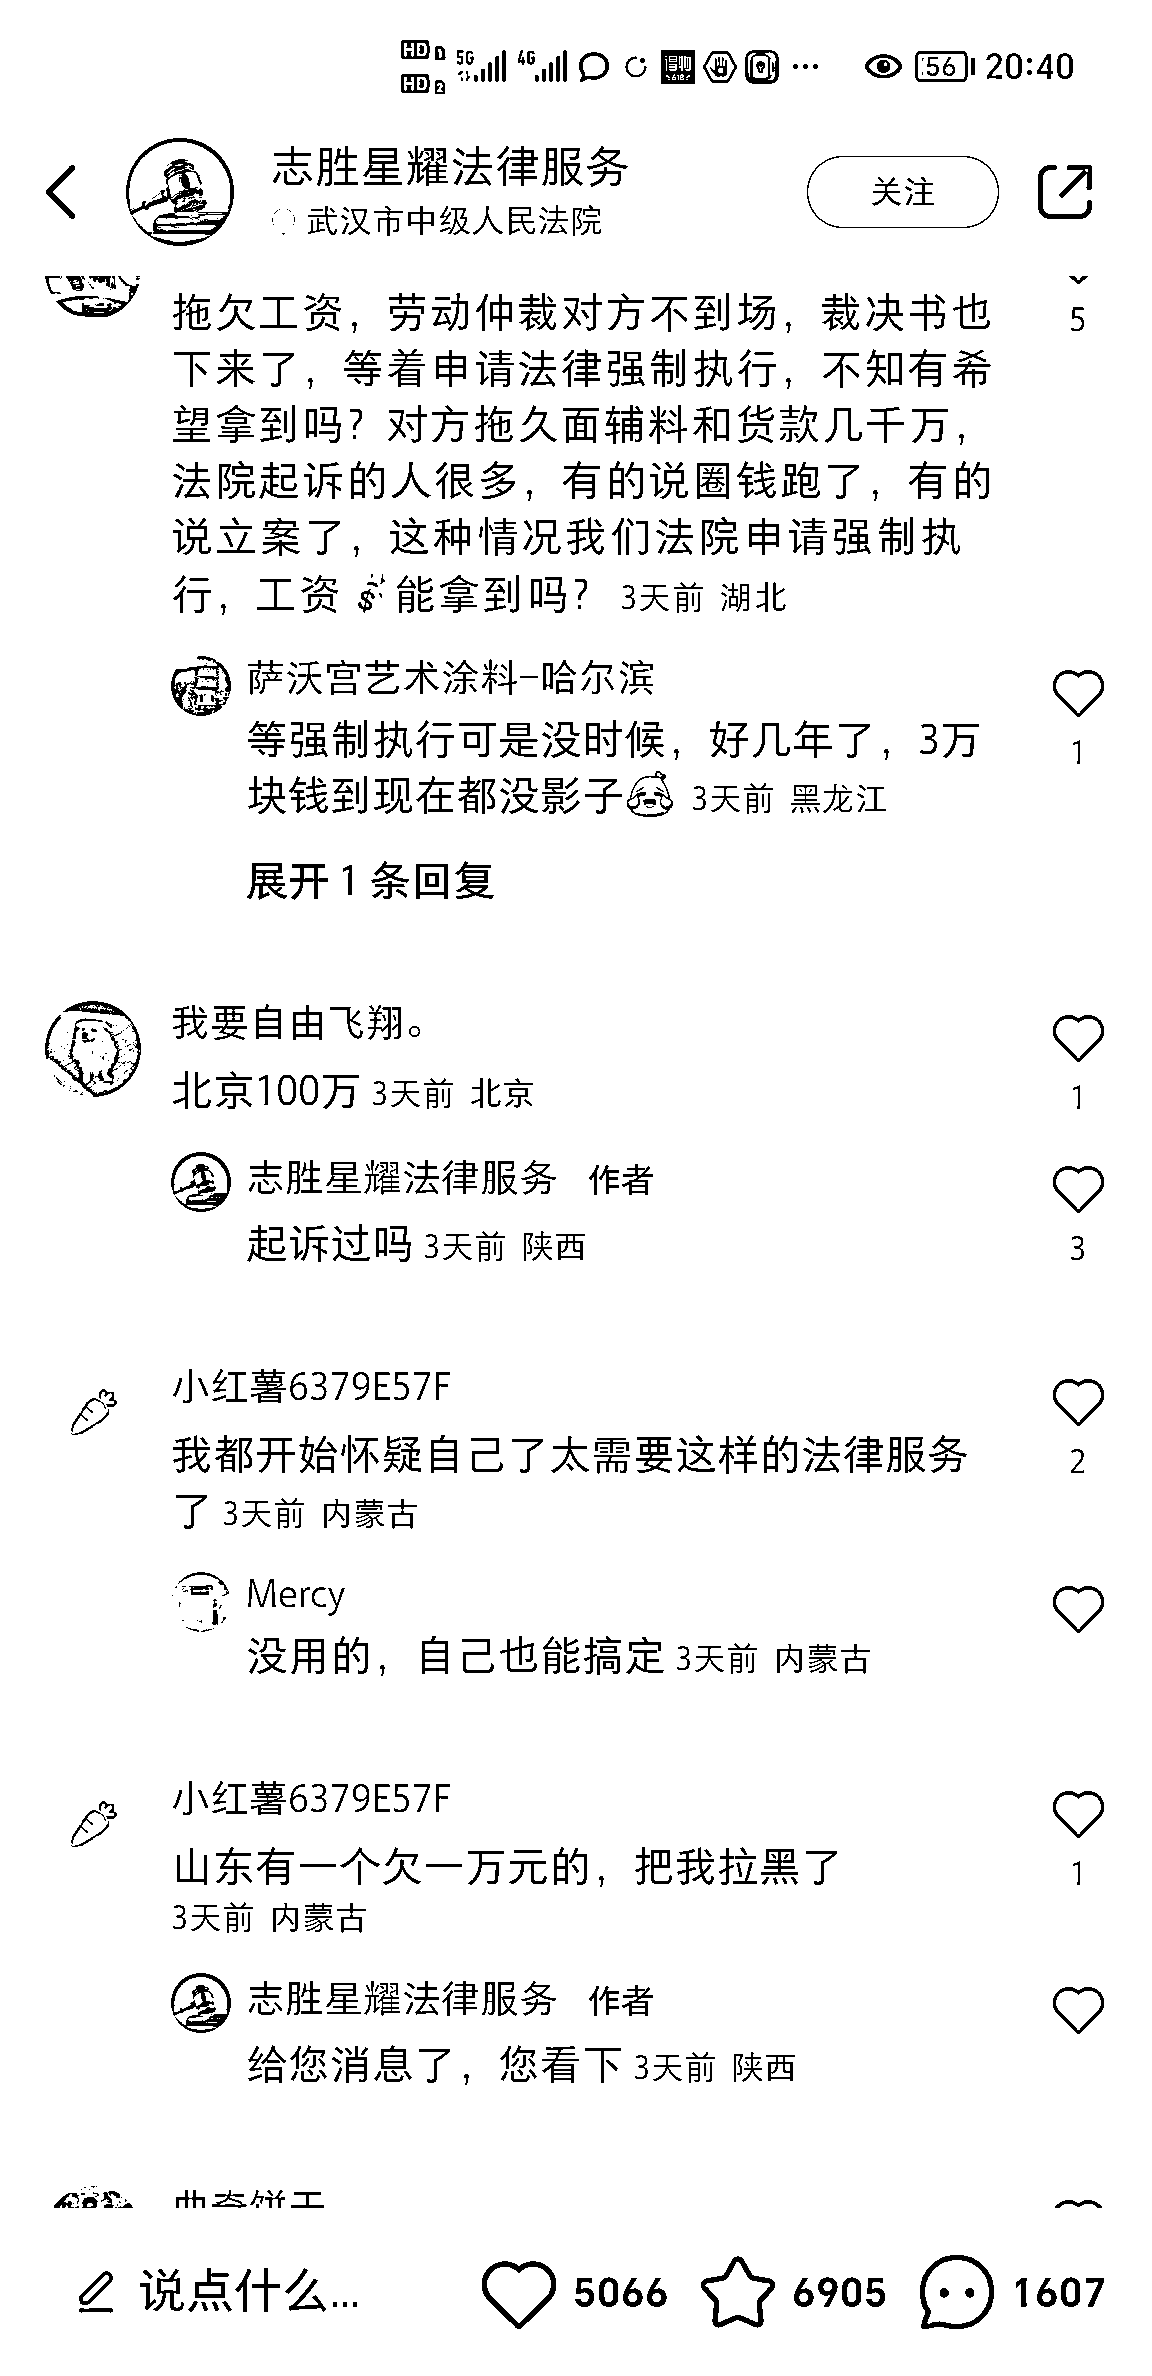 HD 1 5G 4G 56 20:40
HD 2
志胜星耀法律服务
关注
武汉市中级人民法院
拖欠工资，劳动仲裁对方不到场，裁决书也
5
下来了，等着申请法律强制执行，不知有希
望拿到吗？对方拖久面辅料和货款几千万，
法院起诉的人很多，有的说圈钱跑了，有的
说立案了，这种情况我们法院申请强制执
行，工资💸能拿到吗？ 3天前 湖北
萨沃宫艺术涂料-哈尔滨
等强制执行可是没时候，好几年了，3万
1
块钱到现在都没影子😭 3天前 黑龙江
展开 1 条回复
我要自由飞翔。
北京100万 3天前 北京
1
志胜星耀法律服务 作者
起诉过吗 3天前 陕西
3
小红薯6379E57F
我都开始怀疑自己了太需要这样的法律服务
2
了 3天前 内蒙古
Mercy
没用的，自己也能搞定 3天前 内蒙古
小红薯6379E57F
山东有一个欠一万元的，把我拉黑了
1
3天前 内蒙古
志胜星耀法律服务 作者
给您消息了，您看下 3天前 陕西
曲奇饼干
说点什么... 5066 6905 1607